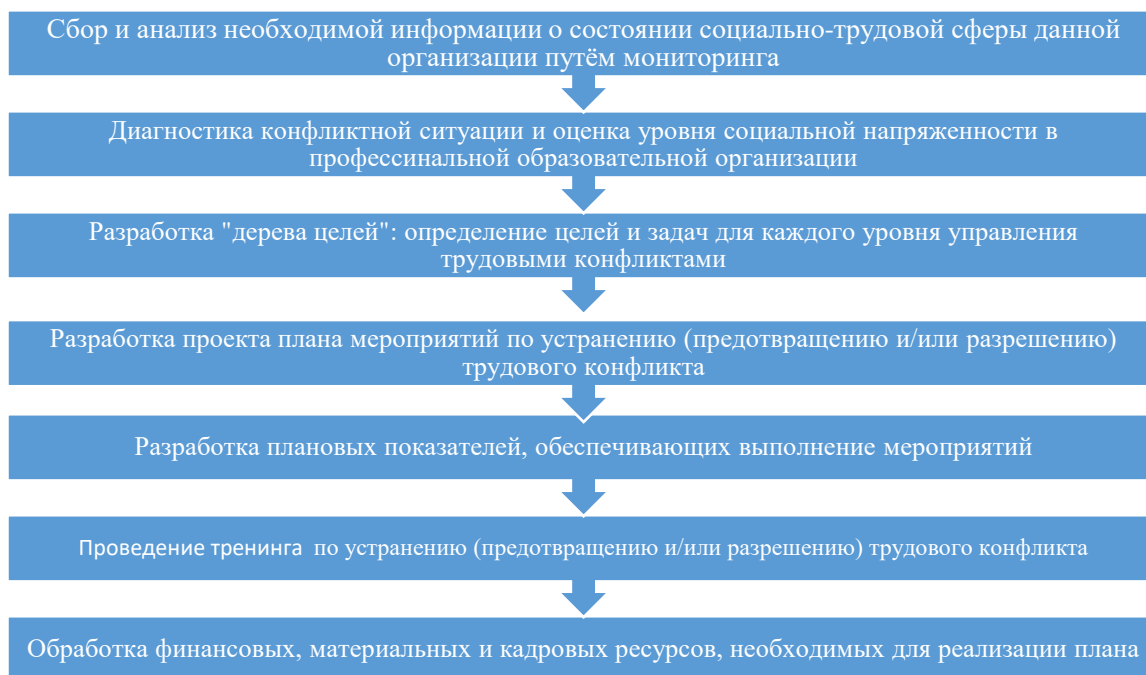 Сбор и анализ необходимой информации о состоянии социально-трудовой сферы данной
организации путём мониторинга
Диагностика конфликтной ситуации и оценка уровня социальной напряженности в
профессинальной образовательной организации
Разработка "дерева целей": определение целей и задач для каждого уровня управления
трудовыми конфликтами
Разработка проекта плана мероприятий по устранению (предотвращению и/или разрешению)
трудового конфликта
Разработка плановых показателей, обеспечивающих выполнение мероприятий
Проведение тренинга по устранению (предотвращению и/или разрешению) трудового конфликта
Обработка финансовых, материальных и кадровых ресурсов, необходимых для реализации плана